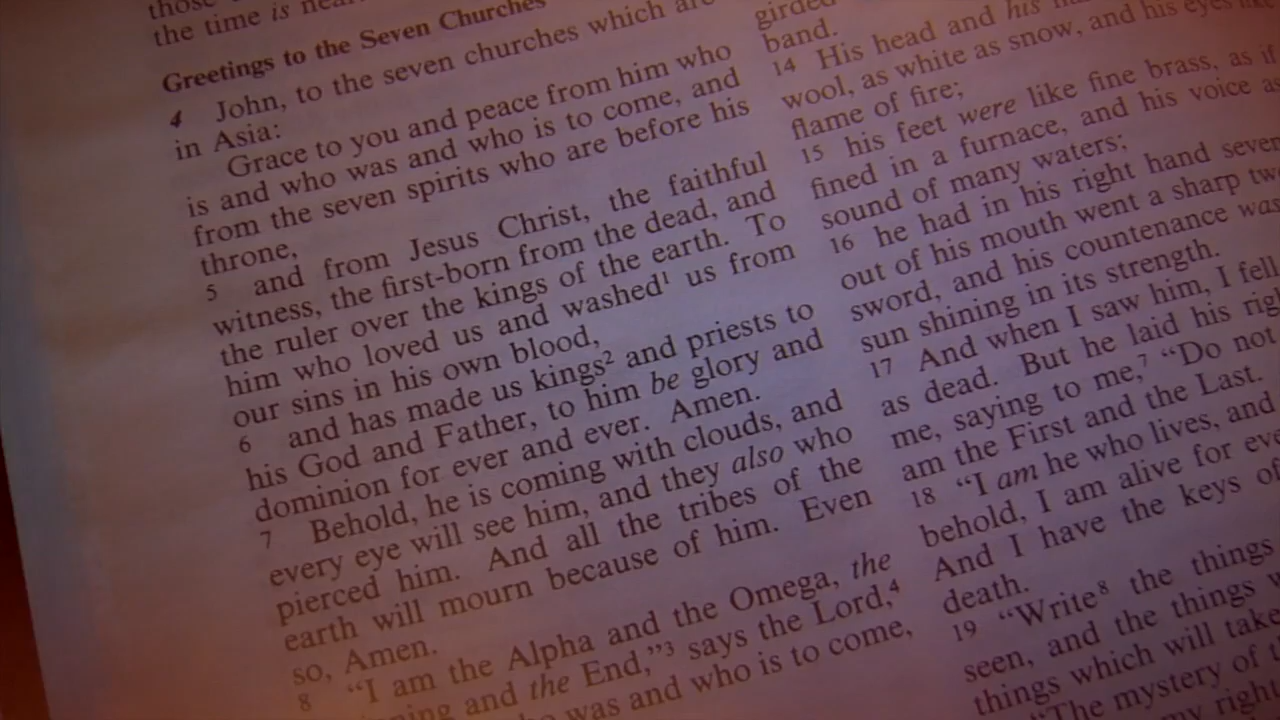 those
the time is near.
Greetings to the Seven Churches
4 John, to the seven churches which are
in Asia:
Grace to you and peace from him who
is and who was and who is to come, and
from the seven spirits who are before his
throne,
5 and from Jesus Christ, the faithful
witness, the first-born from the dead, and
the ruler over the kings of the earth. To
him who loved us and washed¹ us from
our sins in his own blood,
6 and has made us kings² and priests to
his God and Father, to him be glory and
dominion for ever and ever. Amen.
7 Behold, he is coming with clouds, and
every eye will see him, and they also who
pierced him. And all the tribes of the
earth will mourn because of him. Even
so, Amen.
8 “I am the Alpha and the Omega, the
and the End,”³ says the Lord,⁴
was and who is to come,
girded
band.
14 His head and his
wool, as white as snow, and his eyes like
flame of fire;
15 his feet were like fine brass, as if
fined in a furnace, and his voice as
sound of many waters;
16 he had in his right hand seven
out of his mouth went a sharp
sword, and his countenance was
sun shining in its strength.
17 And when I saw him, I fell
as dead. But he laid his
me, saying to me,⁷ “Do not
am the First and the Last.
18 “I am he who lives, and
behold, I am alive for
And I have the keys of
death.
19 “Write⁸ the things
seen, and the things
things which will take
“The mystery of
my right